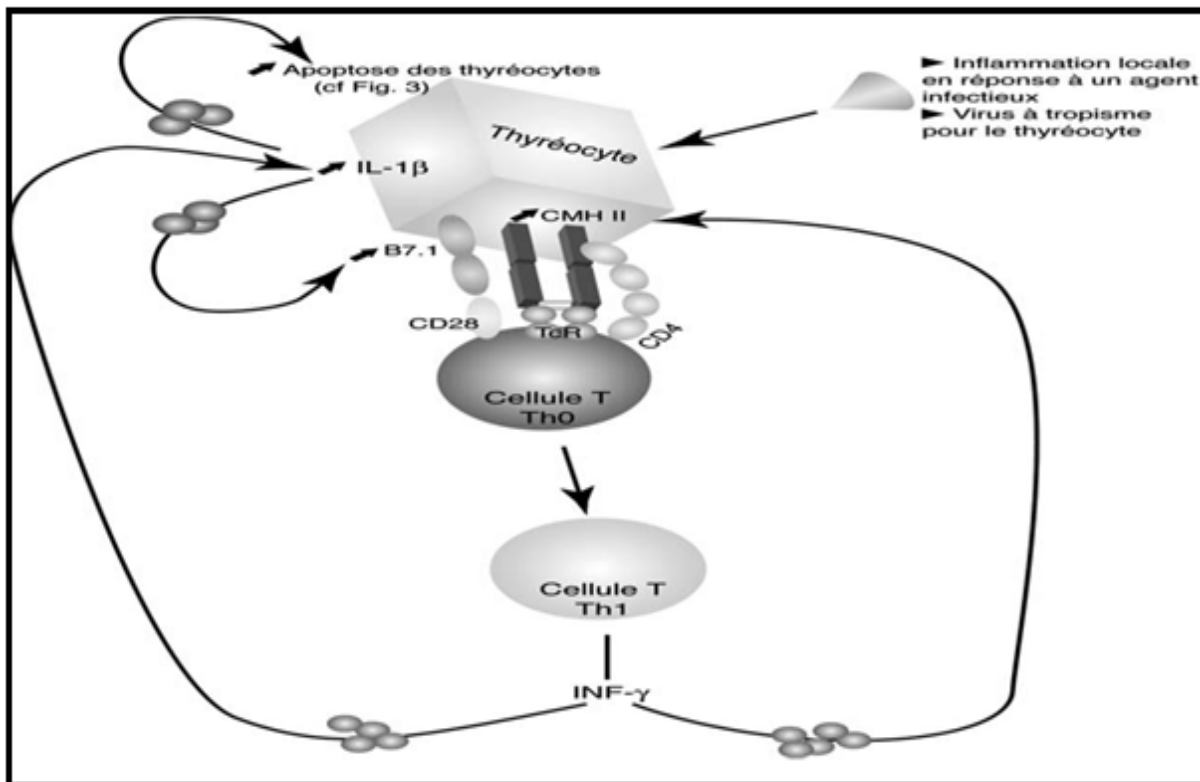 Apoptose des thyréocytes
(cf Fig. 3)
► Inflammation locale
en réponse à un agent
infectieux
► Virus à tropisme
pour le thyréocyte
Thyréocyte
IL-1β
CMH II
B7.1
CD28
TcR
CD4
Cellule T
Th0
Cellule T
Th1
INF-γ